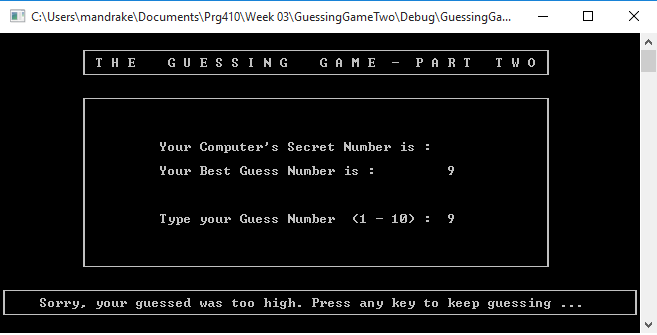 C:\Users\mandrake\Documents\Prg410\Week 03\GuessingGameTwo\Debug\GuessingGa...
T H E   G U E S S I N G   G A M E - P A R T   T W O
Your Computer's Secret Number is :
Your Best Guess Number is :         9
Type your Guess Number  (1 - 10) :  9
Sorry, your guessed was too high. Press any key to keep guessing ...